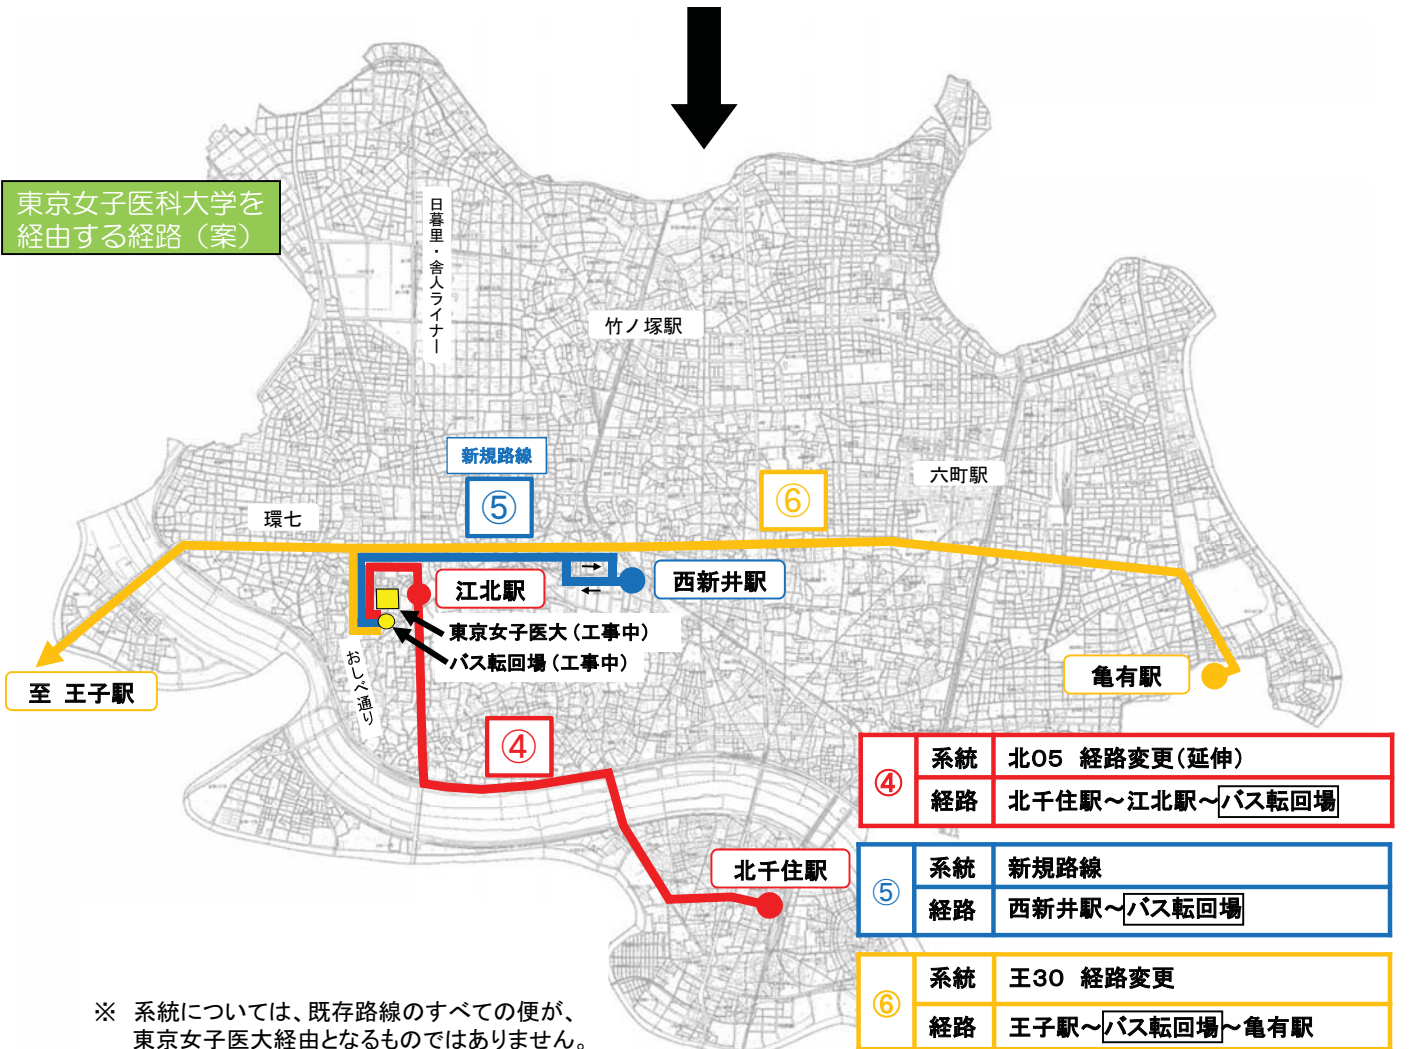 東京女子医科大学を
経由する経路（案）
日暮里・舎人ライナー
竹ノ塚駅
新規路線
⑤
⑥
六町駅
環七
江北駅
西新井駅
東京女子医大（工事中）
バス転回場（工事中）
おしべ通り
至 王子駅
亀有駅
④
北千住駅
④ 系統 北05 経路変更（延伸）
経路 北千住駅～江北駅～バス転回場
⑤ 系統 新規路線
経路 西新井駅～バス転回場
⑥ 系統 王30 経路変更
経路 王子駅～バス転回場～亀有駅
※ 系統については、既存路線のすべての便が、
東京女子医大経由となるものではありません。